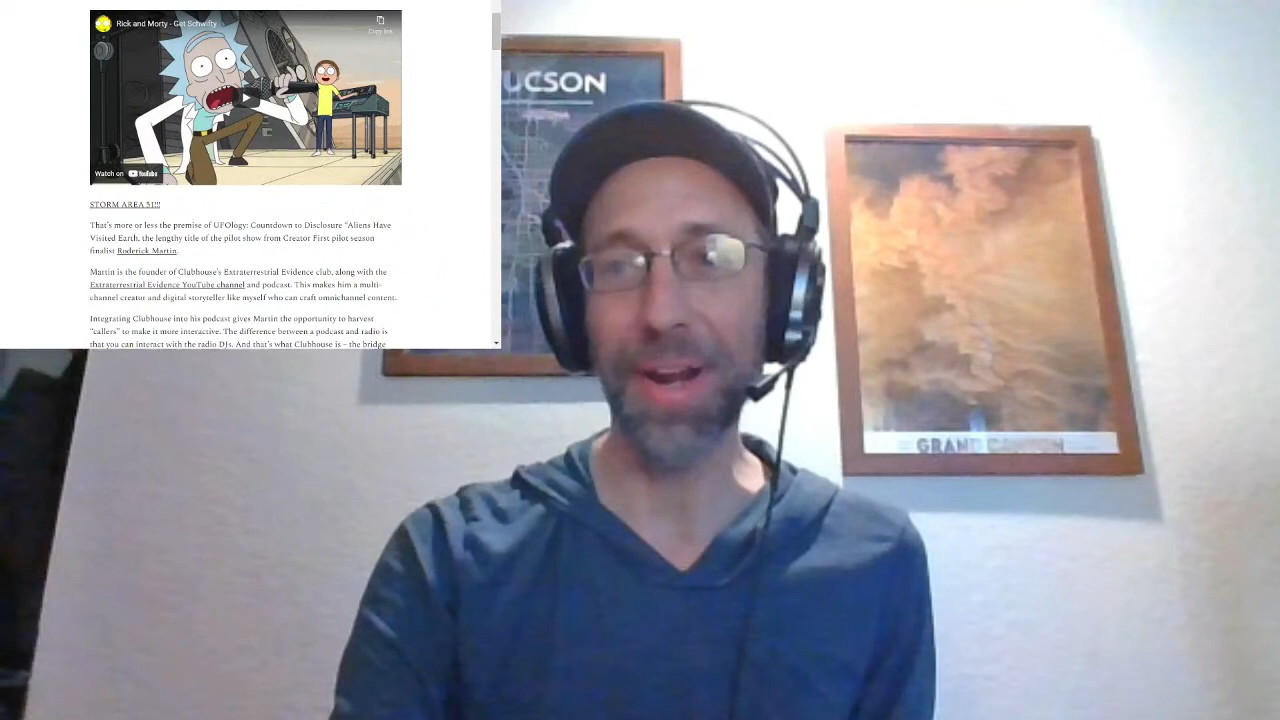 Rick and Morty - Get Schwifty
Copy link
Watch on YouTube
STORM AREA 51!!!
That's more or less the premise of UFOlogy: Countdown to Disclosure "Aliens Have
Visited Earth, the lengthy title of the pilot show from Creator First pilot season
finalist Roderick Martin.
Martin is the founder of Clubhouse's Extraterrestrial Evidence club, along with the
Extraterrestrial Evidence YouTube channel and podcast. This makes him a multi-
channel creator and digital storyteller like myself who can craft omnichannel content.
Integrating Clubhouse into his podcast gives Martin the opportunity to harvest
"callers" to make it more interactive. The difference between a podcast and radio is
that you can interact with the radio DJs. And that's what Clubhouse is – the bridge
UCSON
GRAND CANYON